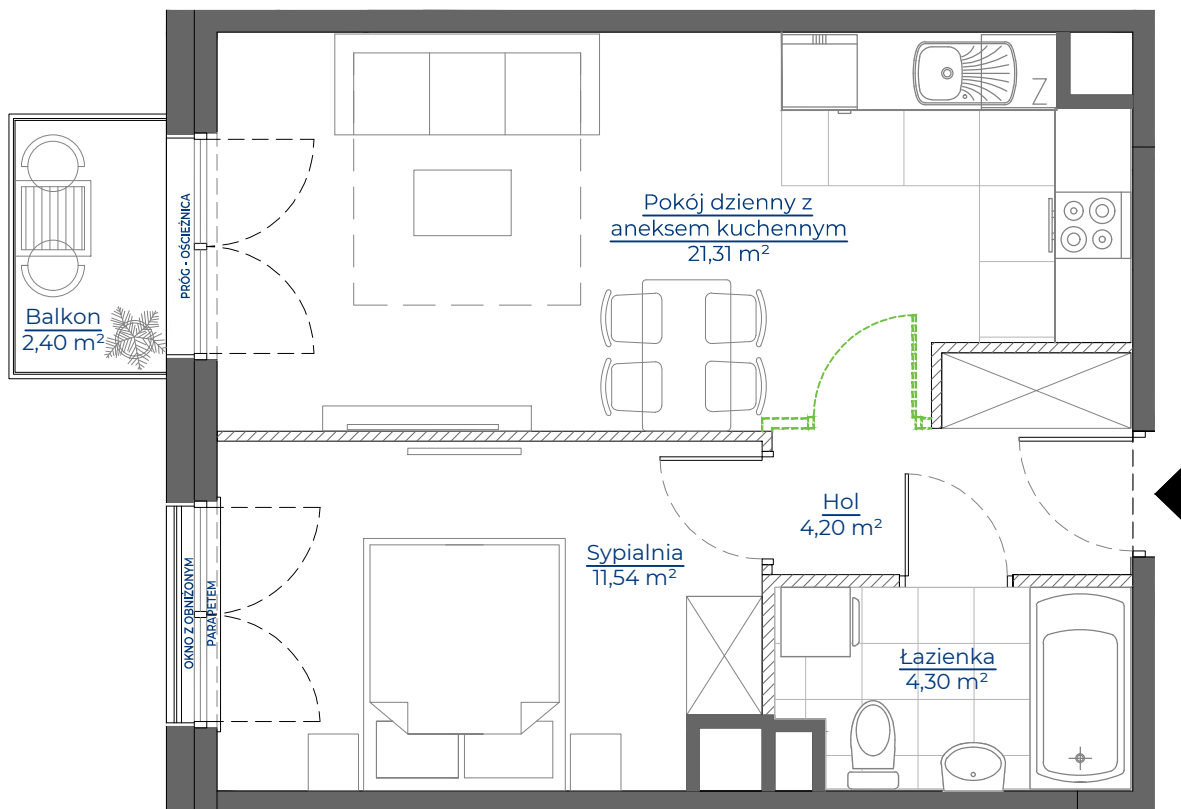 Pokój dzienny z
aneksem kuchennym
21,31 m²
Z
PRÓG - OŚCIEŻNICA
Balkon
2,40 m²
Hol
4,20 m²
Sypialnia
11,54 m²
OKNO Z OBNIŻONYM
PARAPETEM
Łazienka
4,30 m²